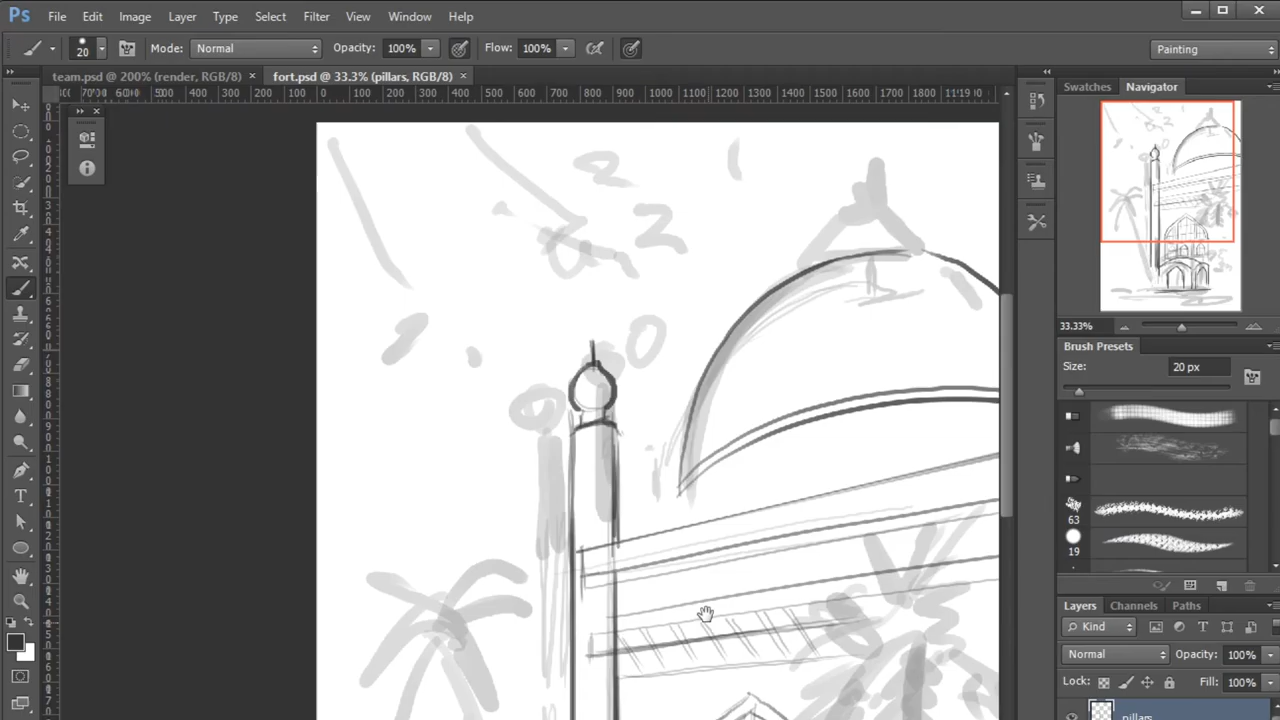 Ps File Edit Image Layer Type Select Filter View Window Help
20 Mode: Normal Opacity: 100% Flow: 100% Painting
team.psd @ 200% (render, RGB/8) × fort.psd @ 33.3% (pillars, RGB/8) ×
400 300 200 100 0 100 200 300 400 500 600 700 800 900 1000 1100 1200 1300 1400 1500 1600 1700 1800
Swatches Navigator
33.33%
Brush Presets
Size: 20 px
63
19
Layers Channels Paths
Kind
Normal Opacity: 100%
Lock: Fill: 100%
pillars